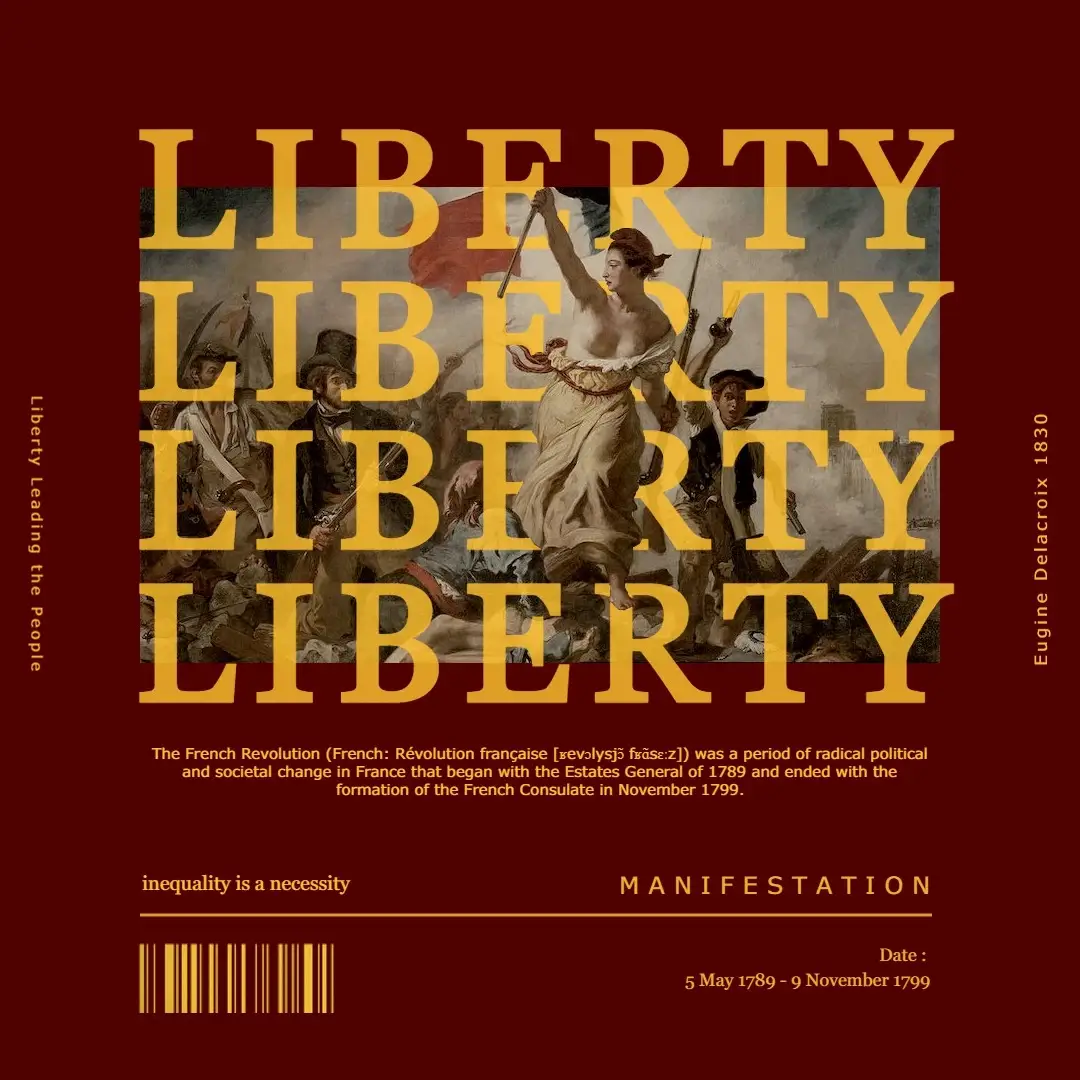 LIBERTY
LIBERTY
LIBERTY
LIBERTY
Liberty Leading the People
Eugine Delacroix 1830
The French Revolution (French: Révolution française [ʁevɔlysjɔ̃ fʁɑ̃sɛːz]) was a period of radical political
and societal change in France that began with the Estates General of 1789 and ended with the
formation of the French Consulate in November 1799.
inequality is a necessity
MANIFESTATION
Date :
5 May 1789 - 9 November 1799